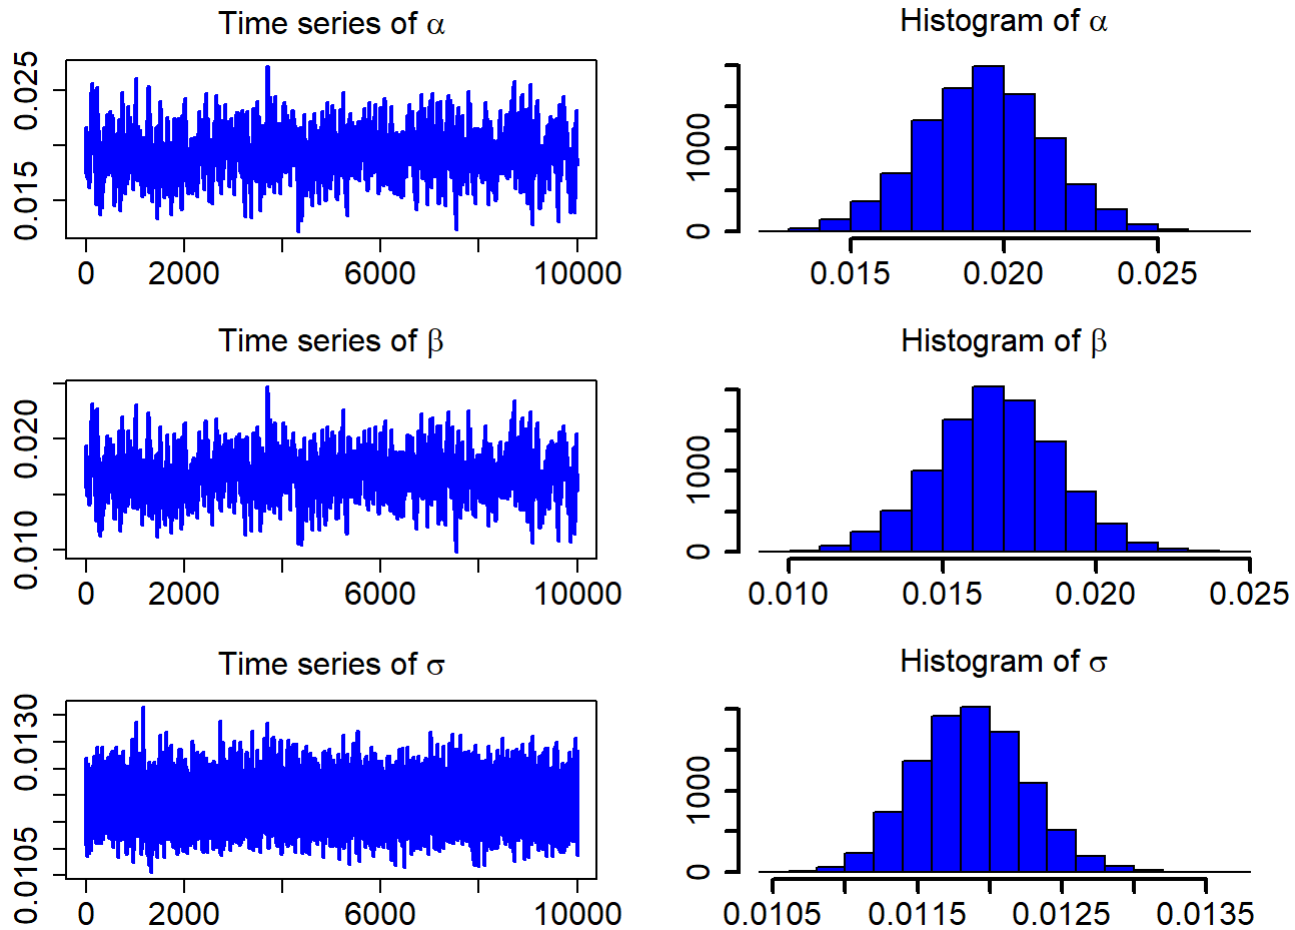 Time series of α
0.025
0.015
0 2000 6000 10000
Histogram of α
1000
0
0.015 0.020 0.025
Time series of β
0.020
0.010
0 2000 6000 10000
Histogram of β
1000
0
0.010 0.015 0.020 0.025
Time series of σ
0.0130
0.0105
0 2000 6000 10000
Histogram of σ
1000
0
0.0105 0.0115 0.0125 0.0135